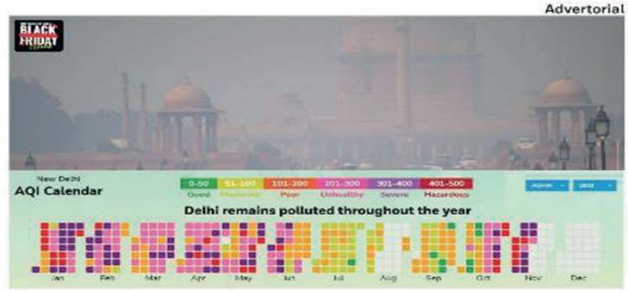 Advertorial
BLACK
FRIDAY
New Delhi
AQI Calendar
0-50 51-100 101-200 201-300 301-400 401-500
Good Moderate Poor Unhealthy Severe Hazardous
Delhi remains polluted throughout the year
Jan Feb Mar Apr May Jun Jul Aug Sep Oct Nov Dec